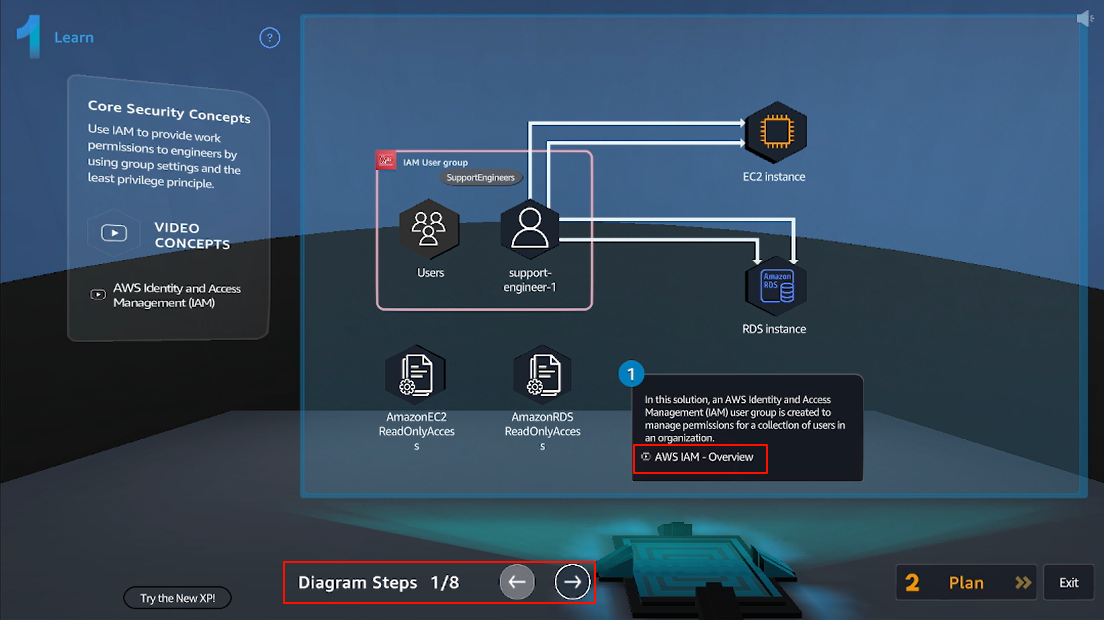 1 Learn
?
Core Security Concepts
Use IAM to provide work
permissions to engineers by
using group settings and the
least privilege principle.
VIDEO
CONCEPTS
AWS Identity and Access
Management (IAM)
IAM User group
SupportEngineers
Users
support-
engineer-1
EC2 instance
Amazon
RDS
RDS instance
AmazonEC2
ReadOnlyAcces
s
AmazonRDS
ReadOnlyAcces
s
1
In this solution, an AWS Identity and Access
Management (IAM) user group is created to
manage permissions for a collection of users in
an organization.
AWS IAM - Overview
Diagram Steps 1/8
Try the New XP!
2 Plan
Exit